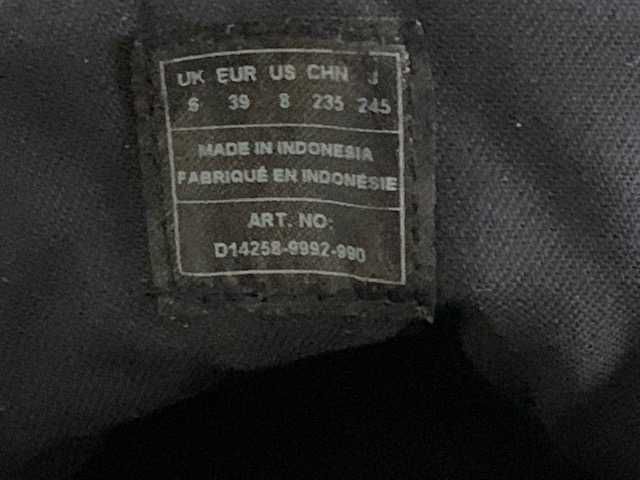 UK EUR US CHN J
6 39 8 235 245
MADE IN INDONESIA
FABRIQUÉ EN INDONÉSIE
ART. NO:
D14258-9992-990